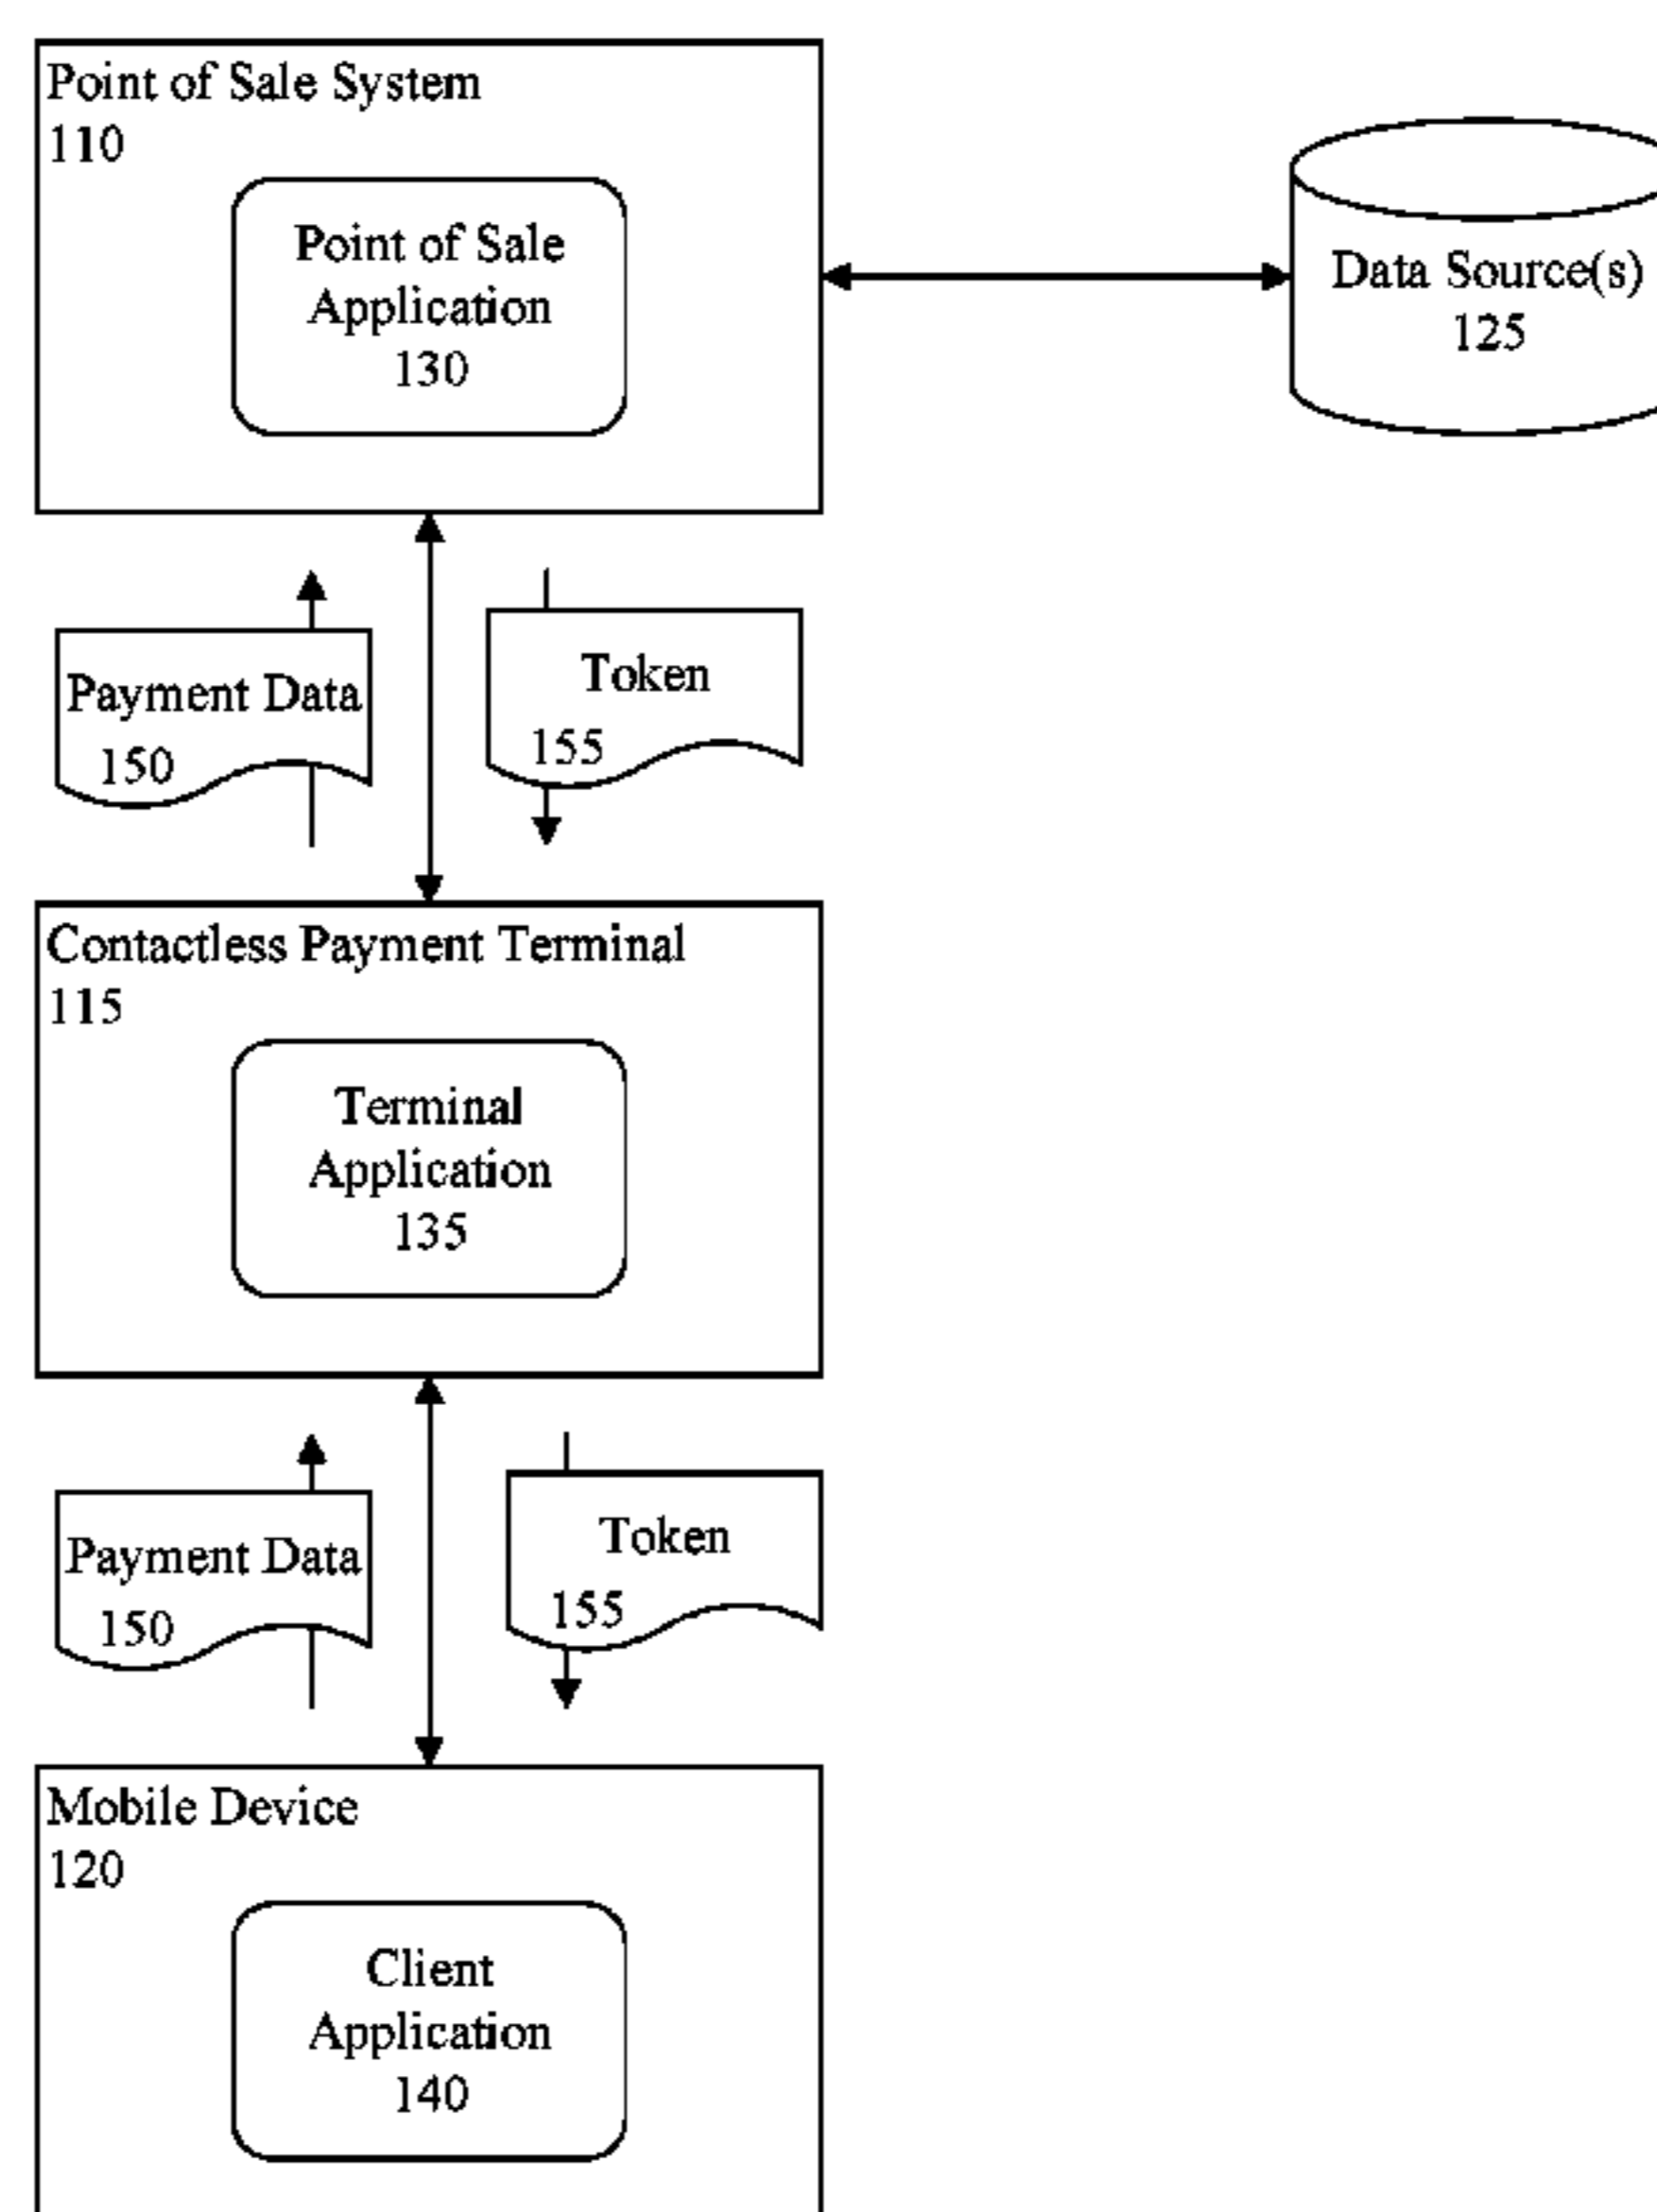 Point of Sale System
110
Point of Sale
Application
130
Data Source(s)
125
Payment Data
150
Token
155
Contactless Payment Terminal
115
Terminal
Application
135
Payment Data
150
Token
155
Mobile Device
120
Client
Application
140